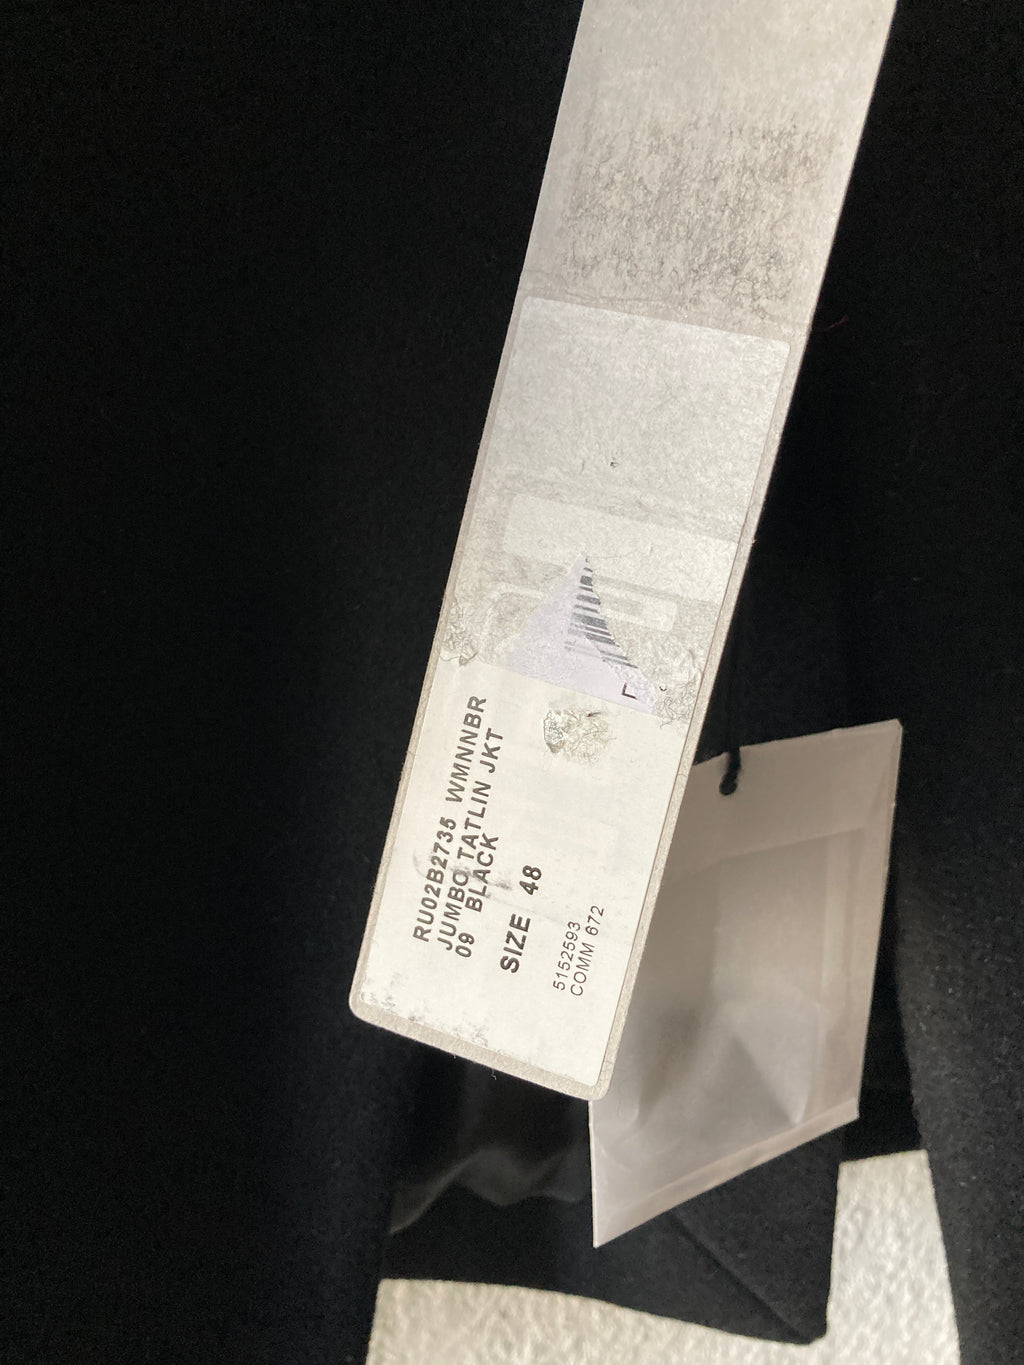 RU02B2735 WMNNBR
JUMBO TATLIN JKT
09 BLACK
SIZE 48
5152593
COMM 672